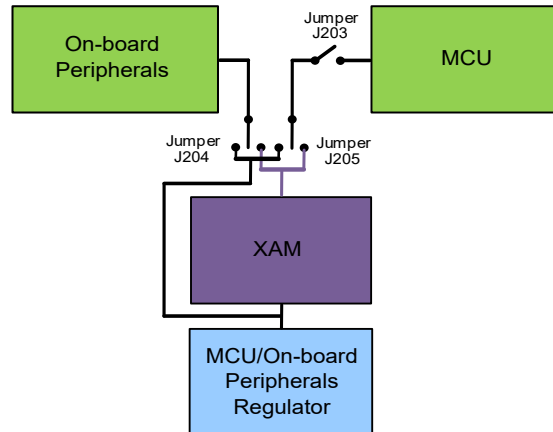 On-board
Peripherals
Jumper
J203
MCU
Jumper
J204
Jumper
J205
XAM
MCU/On-board
Peripherals
Regulator